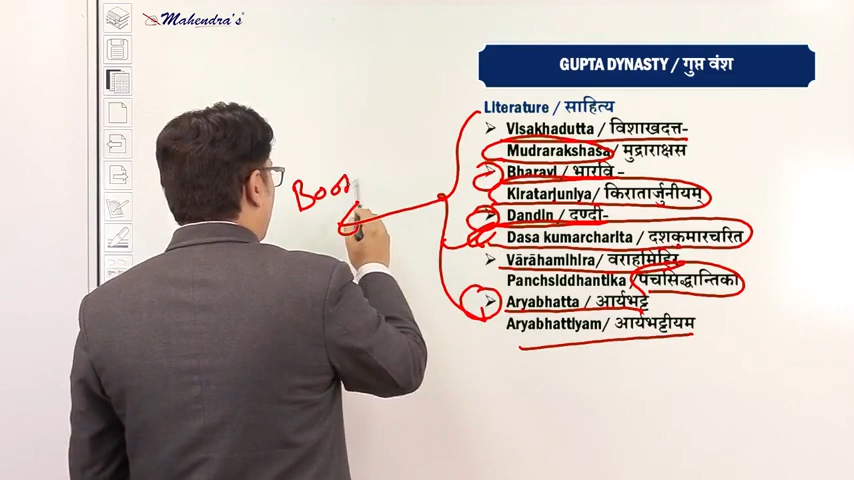 Mahendra's
GUPTA DYNASTY / गुप्त वंश
Literature / साहित्य
Visakhadutta / विशाखदत्त-
Mudrarakshasa / मुद्राराक्षस
Bharavi / भारवि -
Kiratarjuniya / किरातार्जुनीयम्
Dandin / दण्डी-
Dasa kumarcharita / दशकुमारचरित
Vārāhamihira / वराहमिहिर
Panchsiddhantika / पंचसिद्धान्तिका
Aryabhatta / आर्यभट्ट
Aryabhattiyam/ आर्यभट्टीयम
Boo